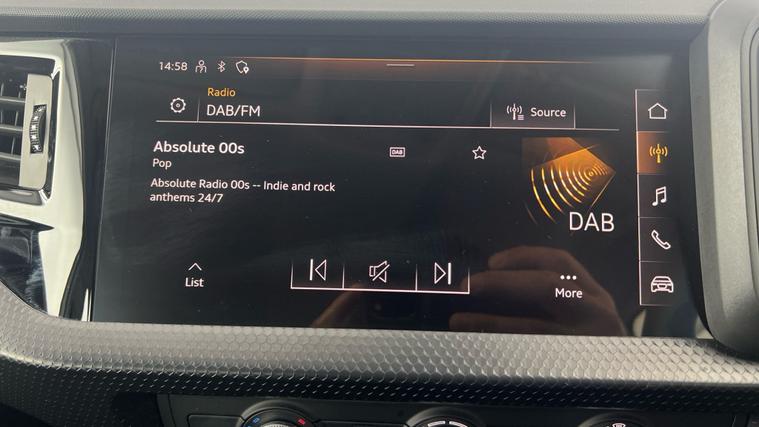 14:58
Radio
DAB/FM
Source
Absolute 00s
DAB
Pop
Absolute Radio 00s -- Indie and rock
anthems 24/7
DAB
List
More